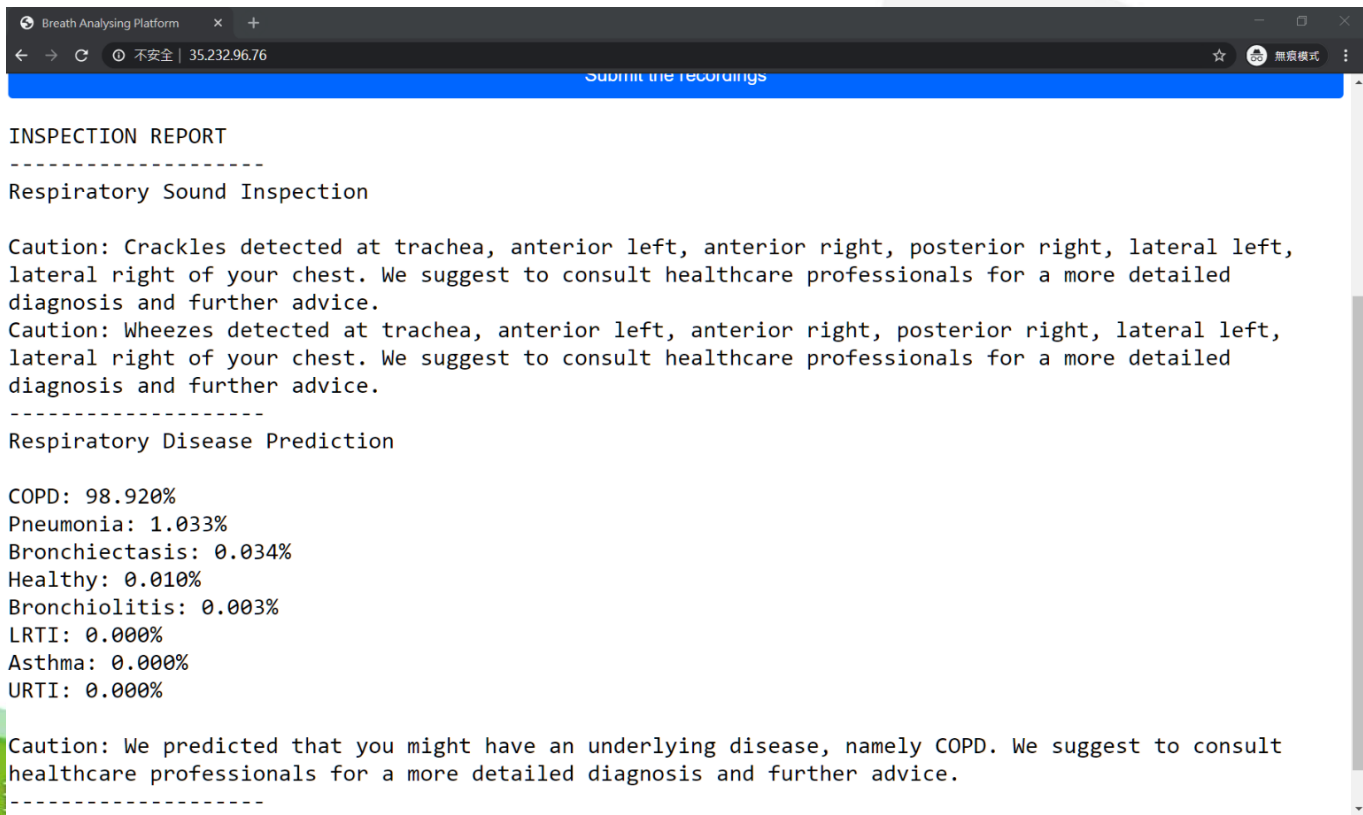 Breath Analysing Platform
不安全 | 35.232.96.76
無痕模式
Submit the recordings
INSPECTION REPORT
--------------------
Respiratory Sound Inspection
Caution: Crackles detected at trachea, anterior left, anterior right, posterior right, lateral left,
lateral right of your chest. We suggest to consult healthcare professionals for a more detailed
diagnosis and further advice.
Caution: Wheezes detected at trachea, anterior left, anterior right, posterior right, lateral left,
lateral right of your chest. We suggest to consult healthcare professionals for a more detailed
diagnosis and further advice.
--------------------
Respiratory Disease Prediction
COPD: 98.920%
Pneumonia: 1.033%
Bronchiectasis: 0.034%
Healthy: 0.010%
Bronchiolitis: 0.003%
LRTI: 0.000%
Asthma: 0.000%
URTI: 0.000%
Caution: We predicted that you might have an underlying disease, namely COPD. We suggest to consult
healthcare professionals for a more detailed diagnosis and further advice.
--------------------